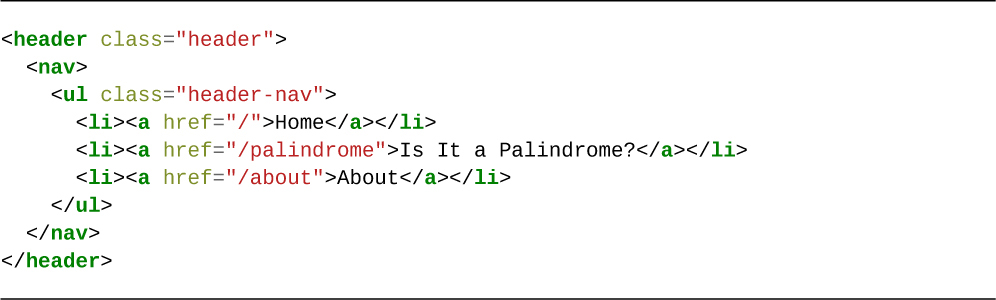 <header class="header">
  <nav>
    <ul class="header-nav">
      <li><a href="/">Home</a></li>
      <li><a href="/palindrome">Is It a Palindrome?</a></li>
      <li><a href="/about">About</a></li>
    </ul>
  </nav>
</header>